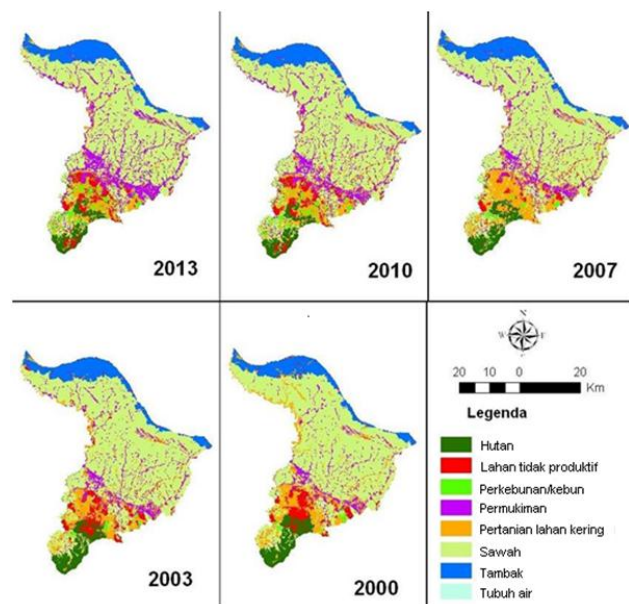 2013
2010
2007
2003
2000
N
W E
S
20 10 0 20
Km
Legenda
Hutan
Lahan tidak produktif
Perkebunan/kebun
Permukiman
Pertanian lahan kering
Sawah
Tambak
Tubuh air